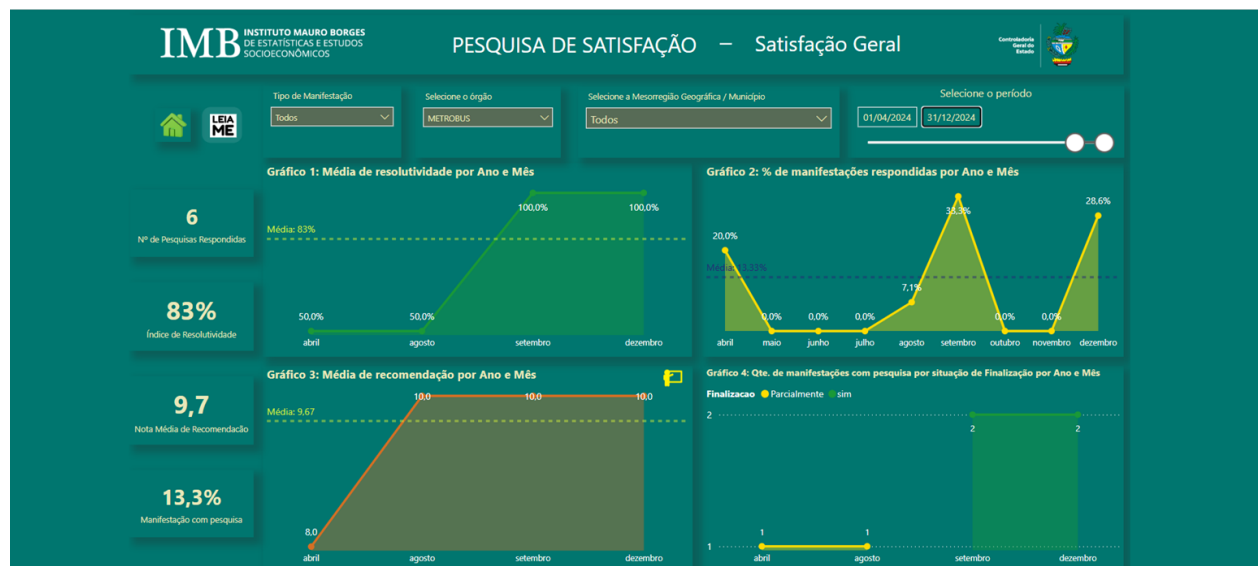 IMB INSTITUTO MAURO BORGES
DE ESTATÍSTICAS E ESTUDOS
SOCIOECONÔMICOS
PESQUISA DE SATISFAÇÃO – Satisfação Geral
Controladoria
Geral do
Estado
LEIA
ME
Tipo de Manifestação
Todos
Selecione o órgão
METROBUS
Selecione a Mesorregião Geográfica / Município
Todos
Selecione o período
01/04/2024 31/12/2024
6
Nº de Pesquisas Respondidas
83%
Índice de Resolutividade
9,7
Nota Média de Recomendacão
13,3%
Manifestação com pesquisa
Gráfico 1: Média de resolutividade por Ano e Mês
Média: 83%
50,0% 50,0% 100,0% 100,0%
abril agosto setembro dezembro
Gráfico 2: % de manifestações respondidas por Ano e Mês
Média: 13,33%
20,0% 0,0% 0,0% 0,0% 7,1% 33,3% 0,0% 0,0% 28,6%
abril maio junho julho agosto setembro outubro novembro dezembro
Gráfico 3: Média de recomendação por Ano e Mês
Média: 9,67
8,0 10,0 10,0 10,0
abril agosto setembro dezembro
Gráfico 4: Qte. de manifestações com pesquisa por situação de Finalização por Ano e Mês
Finalizacao Parcialmente sim
2
2 2
1 1
1
abril agosto setembro dezembro